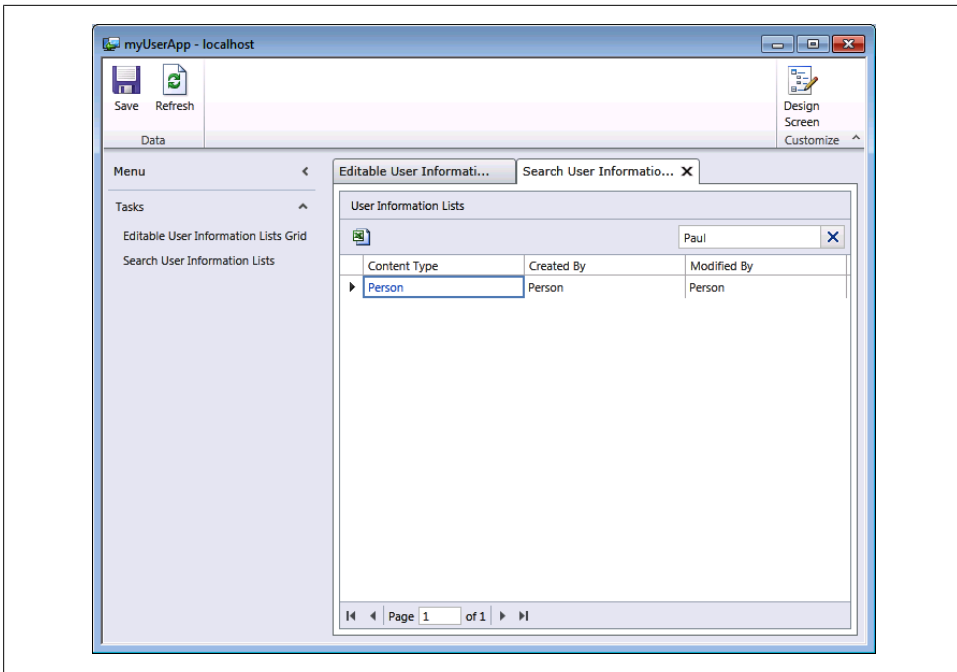 myUserApp - localhost
Save Refresh
Design
Screen
Data
Customize
Menu
Tasks
Editable User Information Lists Grid
Search User Information Lists
Editable User Informati...
Search User Informatio... X
User Information Lists
Paul
Content Type Created By Modified By
Person Person Person
Page 1 of 1